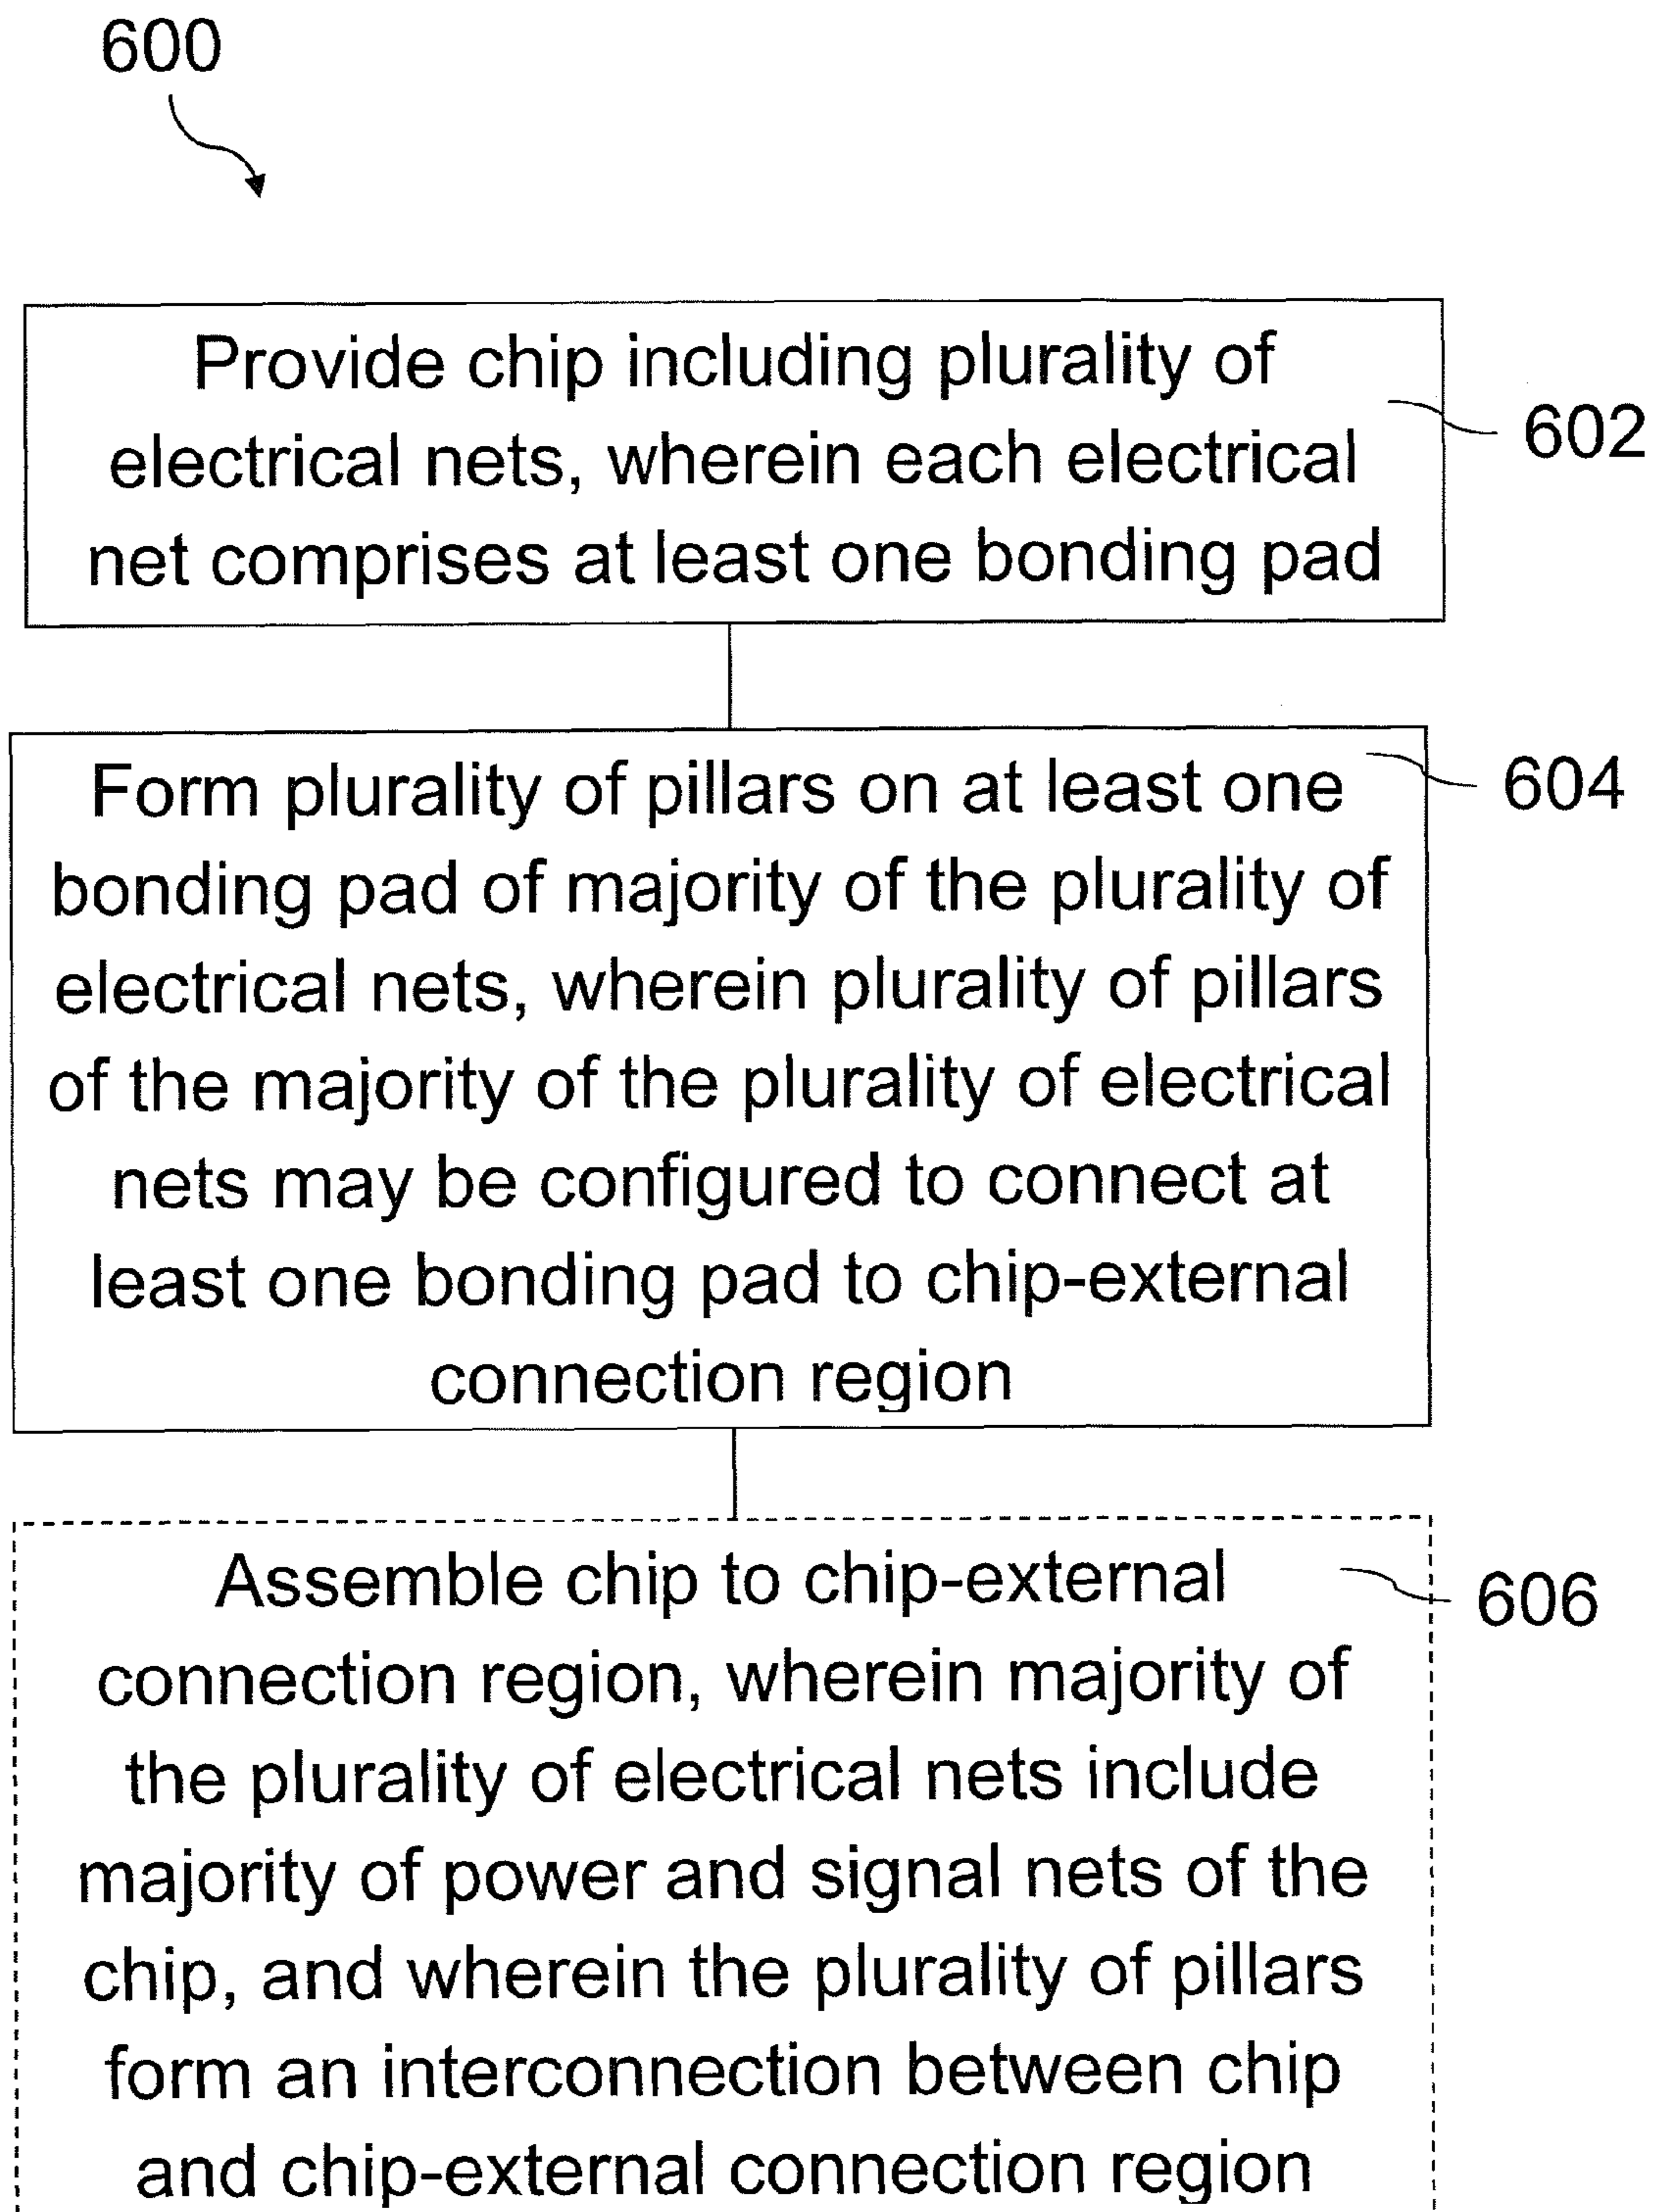 600
Provide chip including plurality of
electrical nets, wherein each electrical
net comprises at least one bonding pad
602
Form plurality of pillars on at least one
bonding pad of majority of the plurality of
electrical nets, wherein plurality of pillars
of the majority of the plurality of electrical
nets may be configured to connect at
least one bonding pad to chip-external
connection region
604
Assemble chip to chip-external
connection region, wherein majority of
the plurality of electrical nets include
majority of power and signal nets of the
chip, and wherein the plurality of pillars
form an interconnection between chip
and chip-external connection region
606